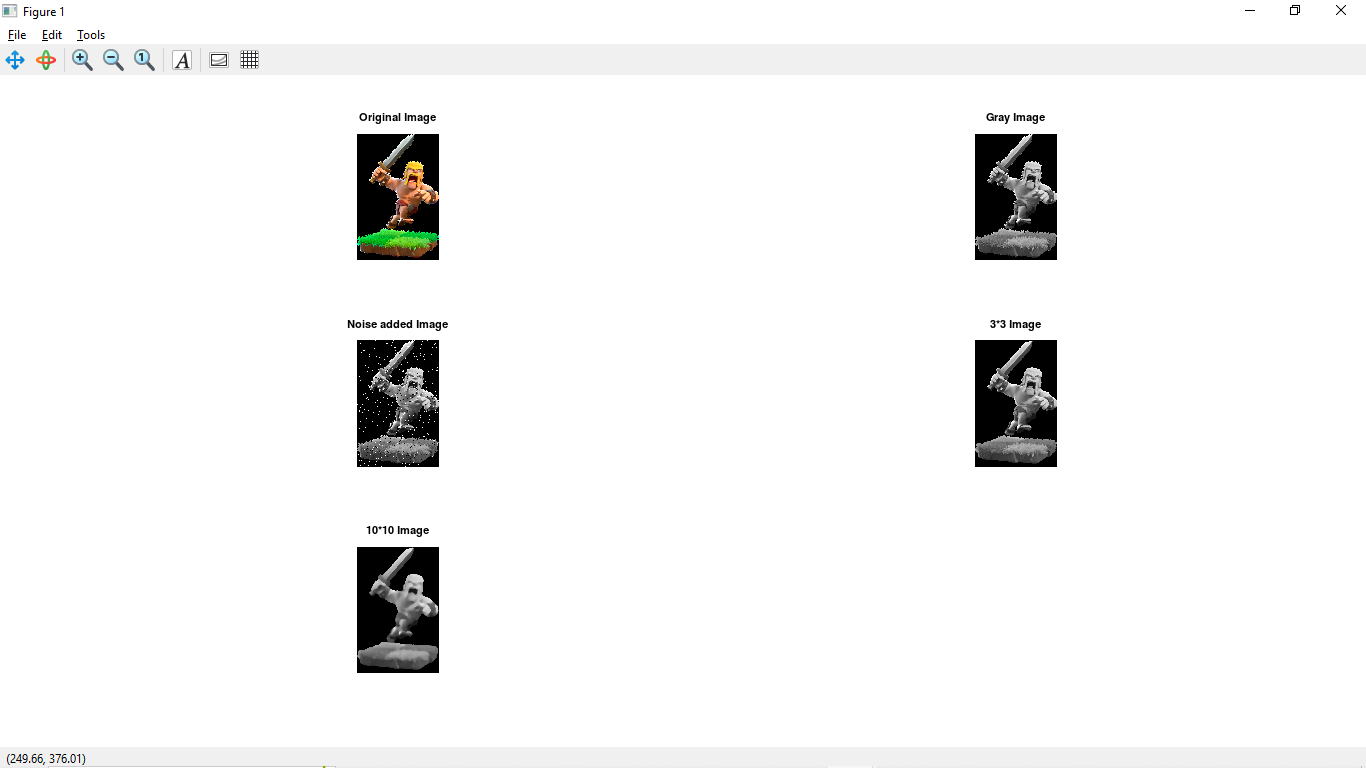 Figure 1
File Edit Tools
1 A
Original Image
Gray Image
Noise added Image
3*3 Image
10*10 Image
(249.66, 376.01)